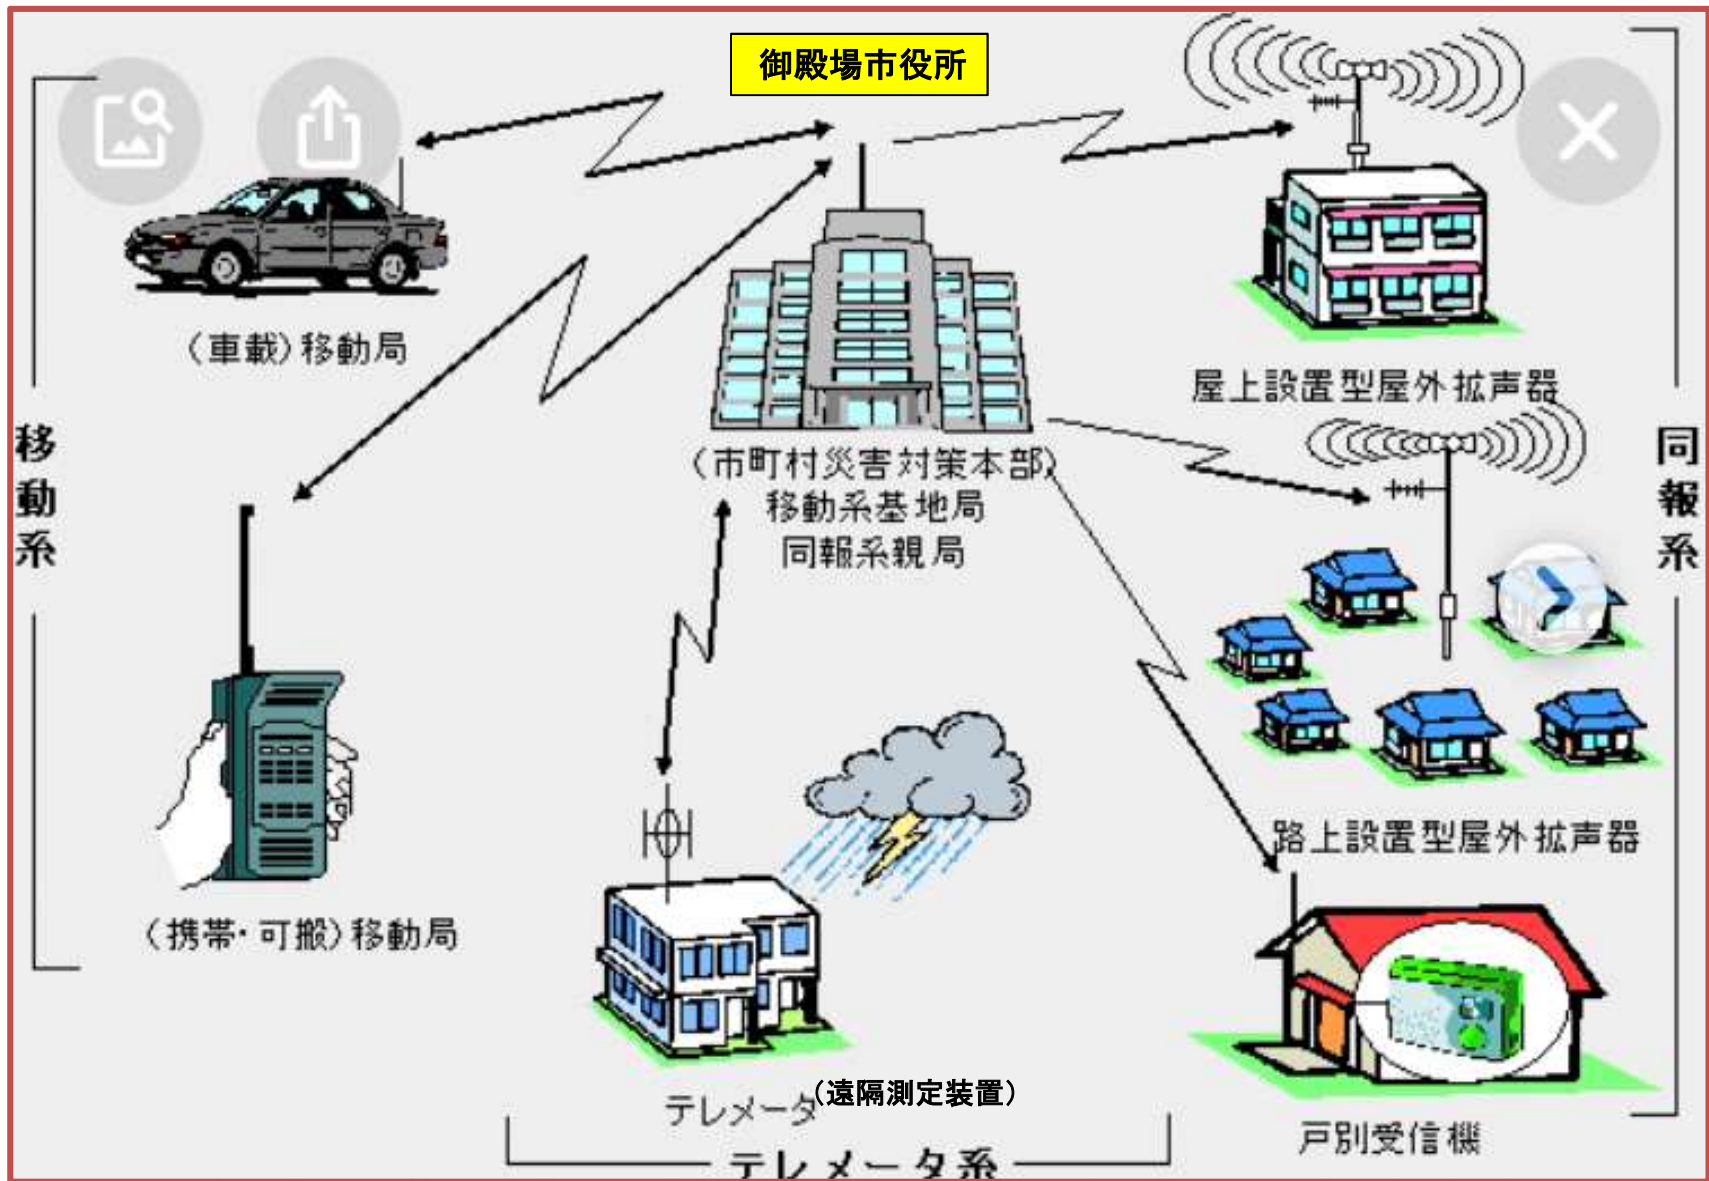 御殿場市役所
(車載)移動局
屋上設置型屋外拡声器
移動系
同報系
(市町村災害対策本部)
移動系基地局
同報系親局
路上設置型屋外拡声器
(携帯・可搬)移動局
テレメータ(遠隔測定装置)
戸別受信機
テレメータ系